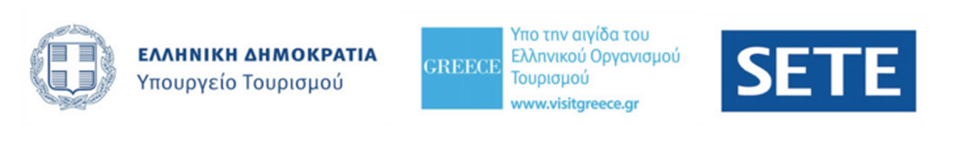 ΕΛΛΗΝΙΚΗ ΔΗΜΟΚΡΑΤΙΑ
Υπουργείο Τουρισμού
GREECE
Υπο την αιγίδα του
Ελληνικού Οργανισμού
Τουρισμού
www.visitgreece.gr
SETE